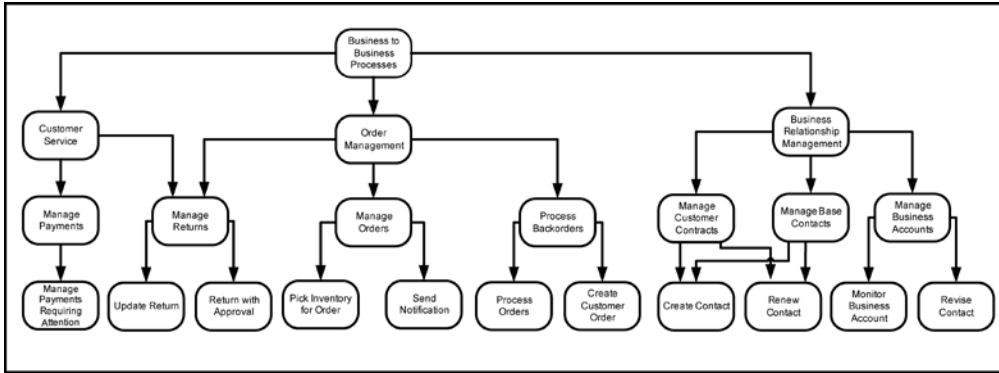 Business to
Business
Processes
Customer
Service
Order
Management
Business
Relationship
Management
Manage
Payments
Manage
Returns
Manage
Orders
Process
Backorders
Manage
Customer
Contracts
Manage Base
Contacts
Manage
Business
Accounts
Manage
Payments
Requiring
Attention
Update Return
Return with
Approval
Pick Inventory
for Order
Send
Notification
Process
Orders
Create
Customer
Order
Create Contact
Renew
Contact
Monitor
Business
Account
Revise
Contact